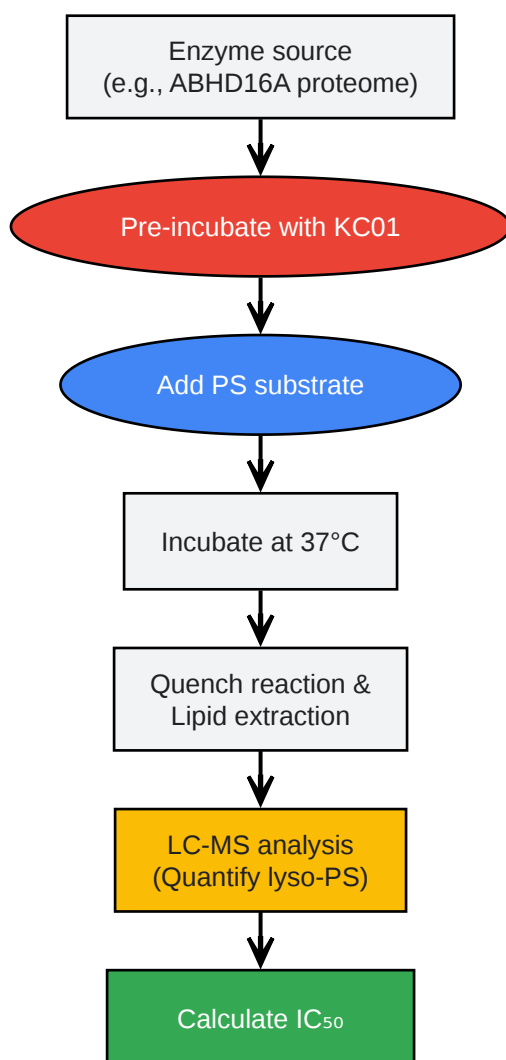 Enzyme source
(e.g., ABHD16A proteome)
Pre-incubate with KC01
Add PS substrate
Incubate at 37°C
Quench reaction &
Lipid extraction
LC-MS analysis
(Quantify lyso-PS)
Calculate IC₅₀